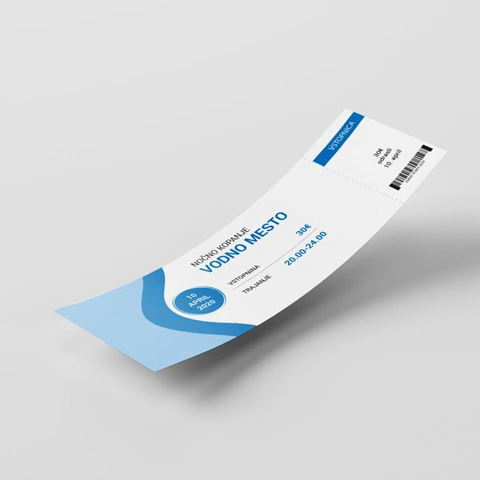 NOČNO KOPANJE
VODNO MESTO
VSTOPNINA 30€
TRAJANJE 20.00-24.00
10
APRIL
2020
VSTOPNICA
30€
odrasli
10. april